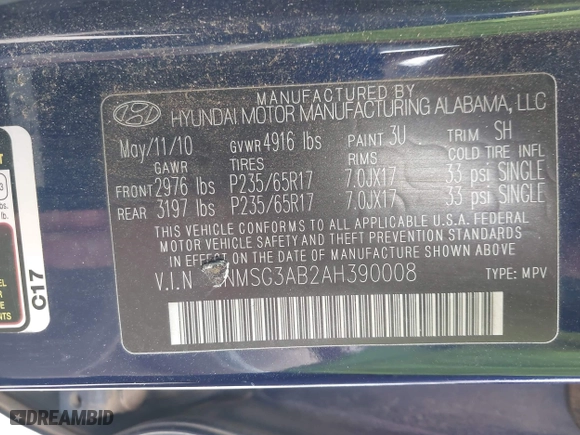 MANUFACTURED BY
HYUNDAI MOTOR MANUFACTURING ALABAMA, LLC
May/11/10 GVWR 4916 lbs PAINT 3U TRIM SH
GAWR TIRES RIMS COLD TIRE INFL
FRONT 2976 lbs P235/65R17 7.0JX17 33 psi SINGLE
REAR 3197 lbs P235/65R17 7.0JX17 33 psi SINGLE
THIS VEHICLE CONFORMS TO ALL APPLICABLE U.S.A. FEDERAL
MOTOR VEHICLE SAFETY AND THEFT PREVENTION STANDARDS
IN EFFECT ON THE DATE OF MANUFACTURE SHOWN ABOVE
V.I.N NMSG3AB2AH390008 TYPE: MPV
C17
DREAMBID